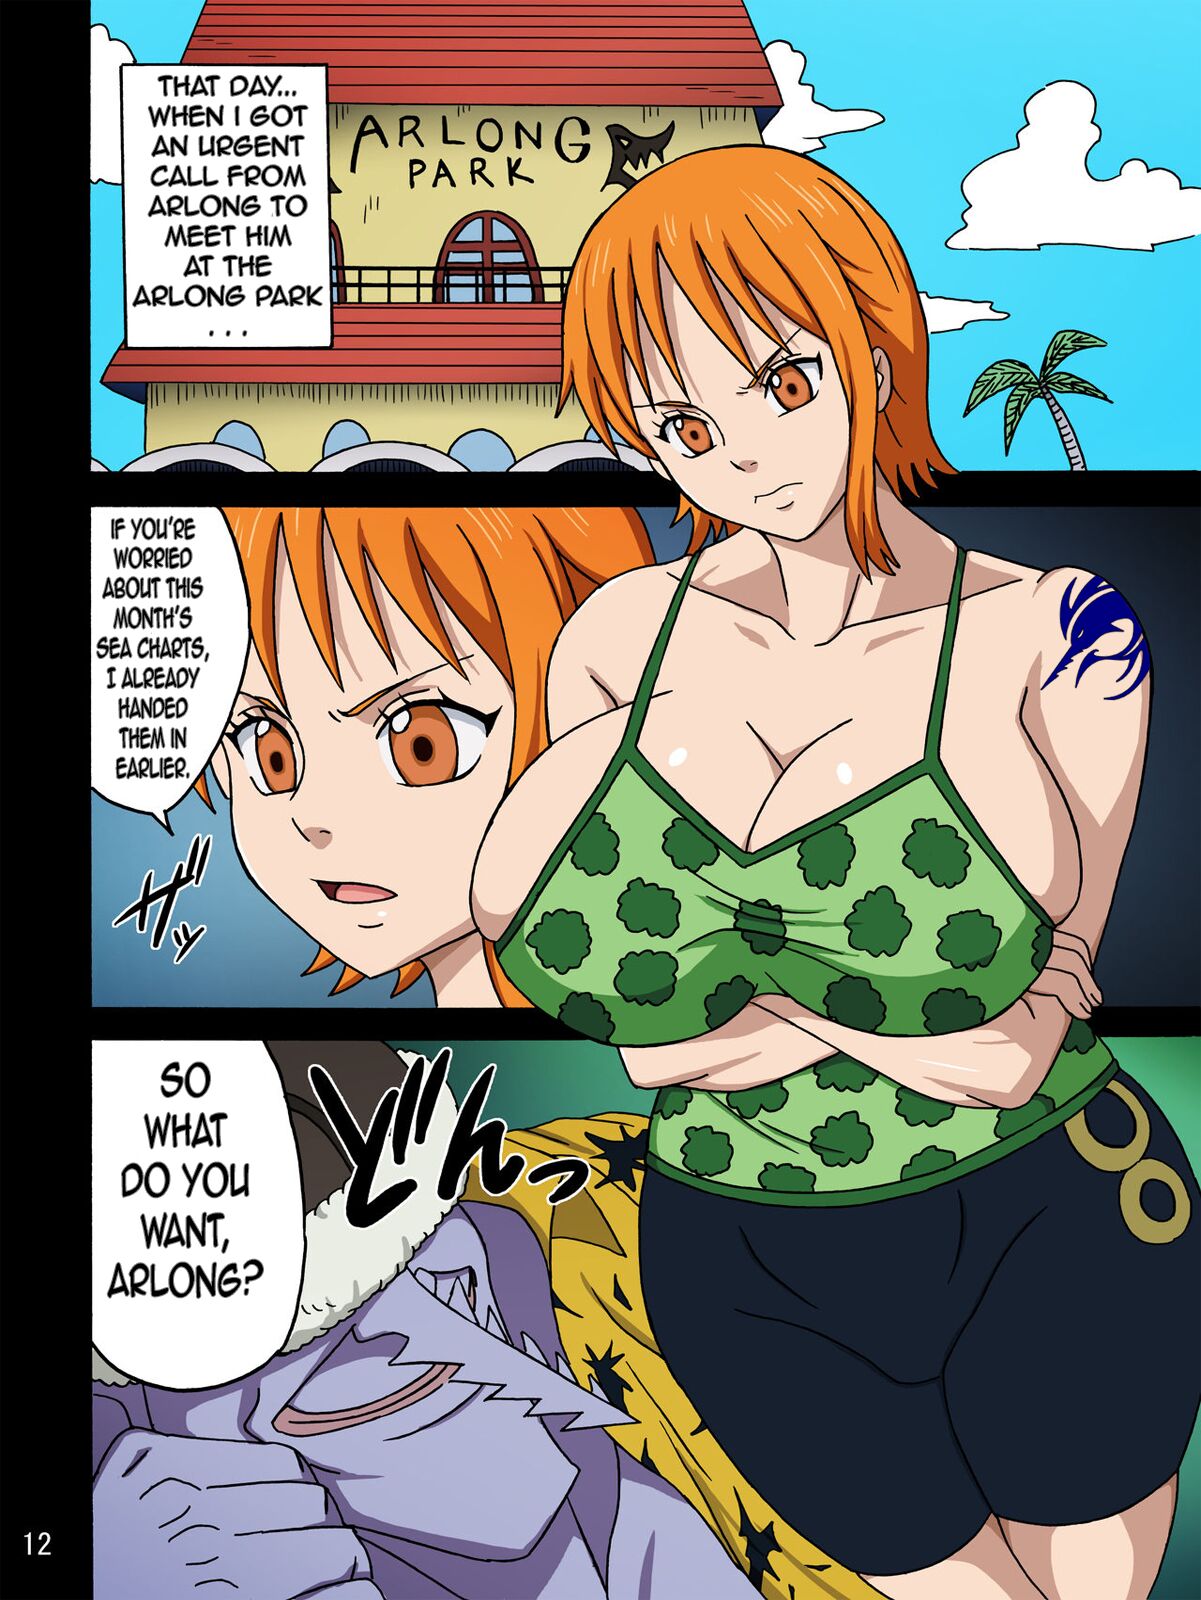 THAT DAY...
WHEN I GOT
AN URGENT
CALL FROM
ARLONG TO
MEET HIM
AT THE
ARLONG PARK
...
ARLONG
PARK
IF YOU'RE
WORRIED
ABOUT THIS
MONTH'S
SEA CHARTS,
I ALREADY
HANDED
THEM IN
EARLIER.
ザッ
SO
WHAT
DO YOU
WANT,
ARLONG?
どんっ
12